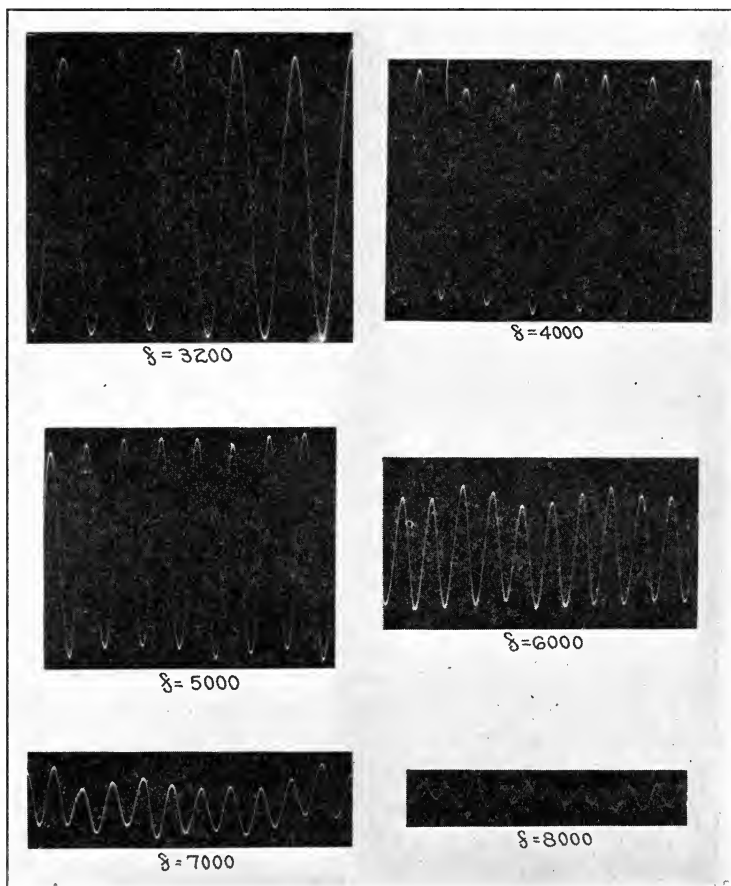 f = 3200
f = 4000
f = 5000
f = 6000
f = 7000
f = 8000